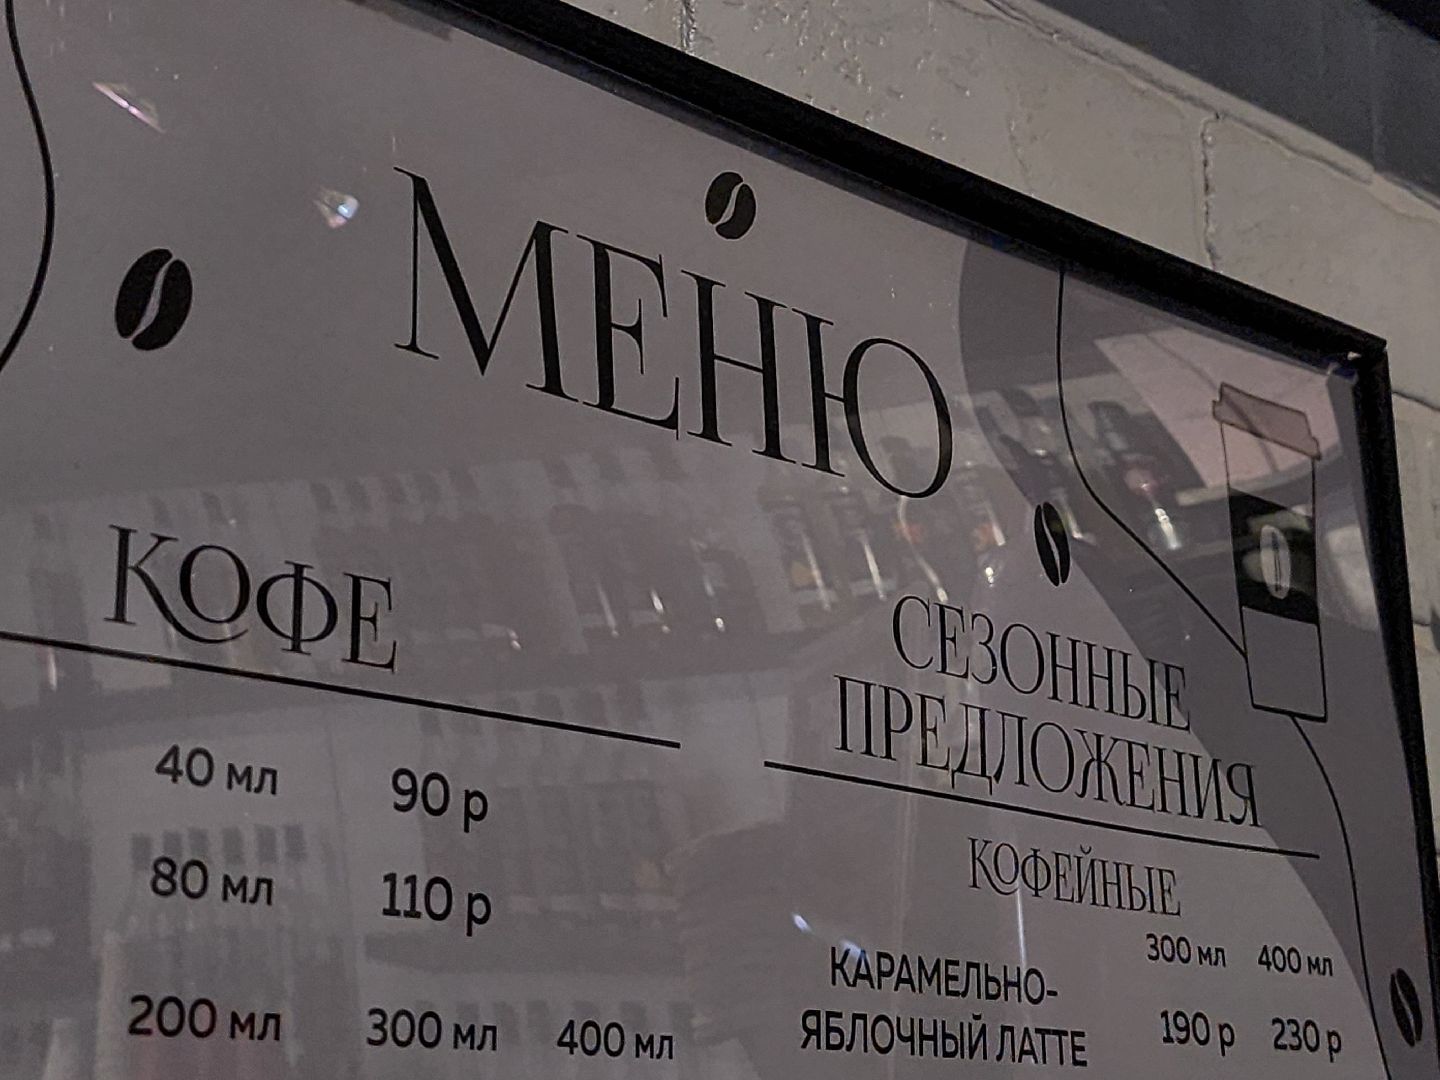 МЕНЮ
КОФЕ
40 мл 90 р
80 мл 110 р
200 мл 300 мл 400 мл
СЕЗОННЫЕ
ПРЕДЛОЖЕНИЯ
КОФЕЙНЫЕ
300 мл 400 мл
КАРАМЕЛЬНО-
ЯБЛОЧНЫЙ ЛАТТЕ 190 р 230 р